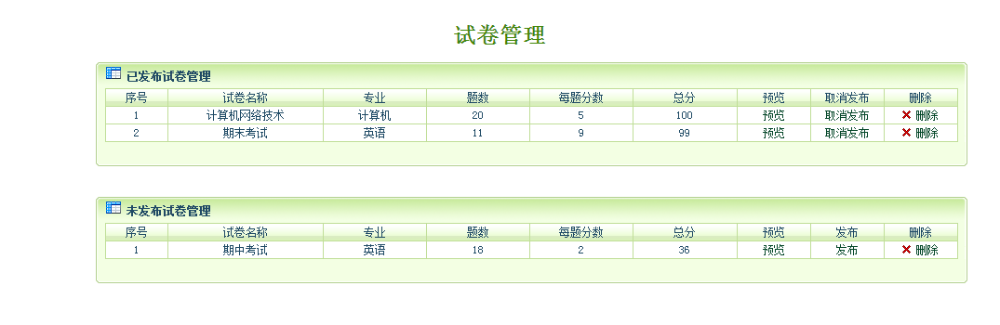 试卷管理
已发布试卷管理
序号 试卷名称 专业 题数 每题分数 总分 预览 取消发布 删除
1 计算机网络技术 计算机 20 5 100 预览 取消发布 删除
2 期末考试 英语 11 9 99 预览 取消发布 删除
未发布试卷管理
序号 试卷名称 专业 题数 每题分数 总分 预览 发布 删除
1 期中考试 英语 18 2 36 预览 发布 删除